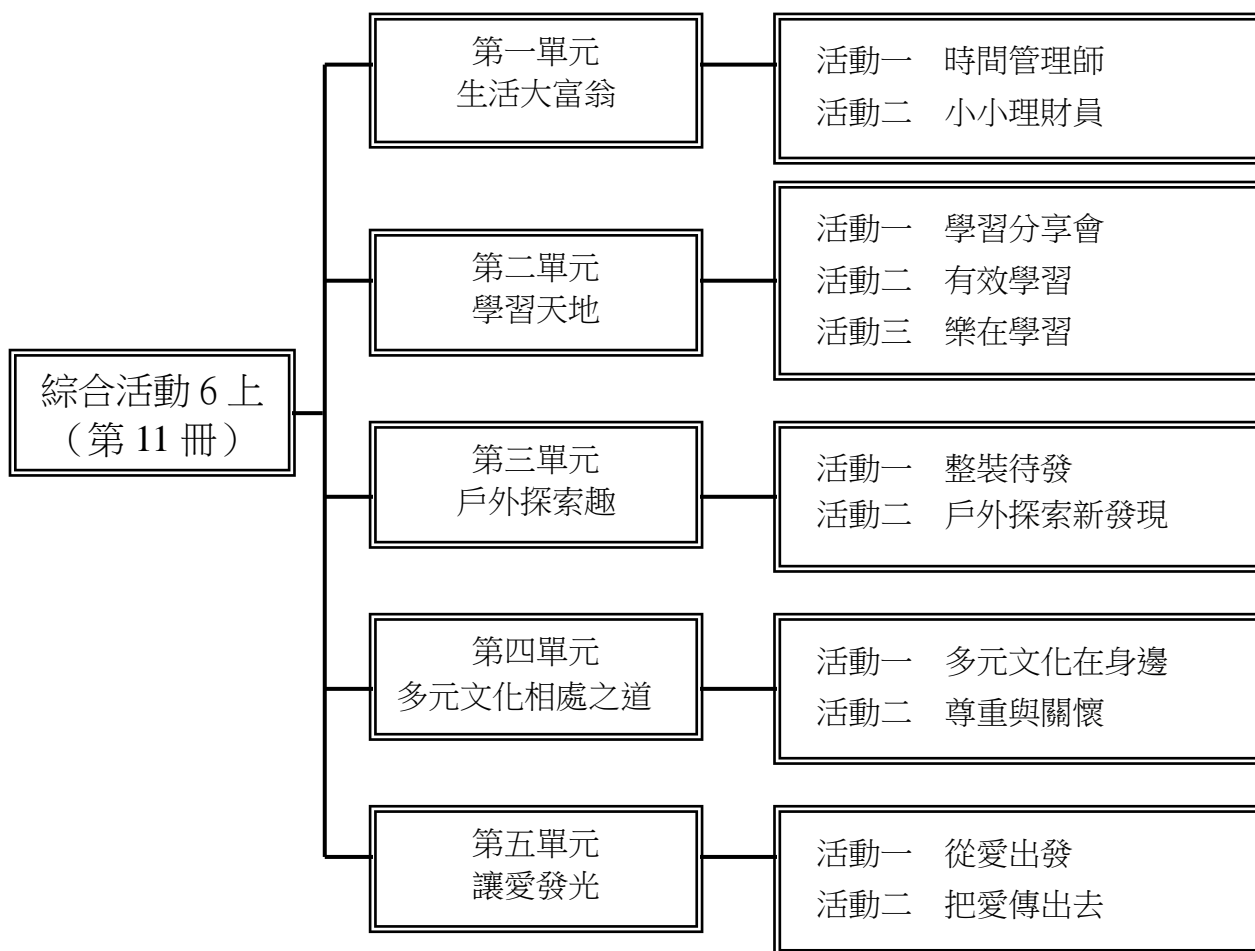 綜合活動 6 上
（第 11 冊）
第一單元
生活大富翁
活動一　時間管理師
活動二　小小理財員
第二單元
學習天地
活動一　學習分享會
活動二　有效學習
活動三　樂在學習
第三單元
戶外探索趣
活動一　整裝待發
活動二　戶外探索新發現
第四單元
多元文化相處之道
活動一　多元文化在身邊
活動二　尊重與關懷
第五單元
讓愛發光
活動一　從愛出發
活動二　把愛傳出去